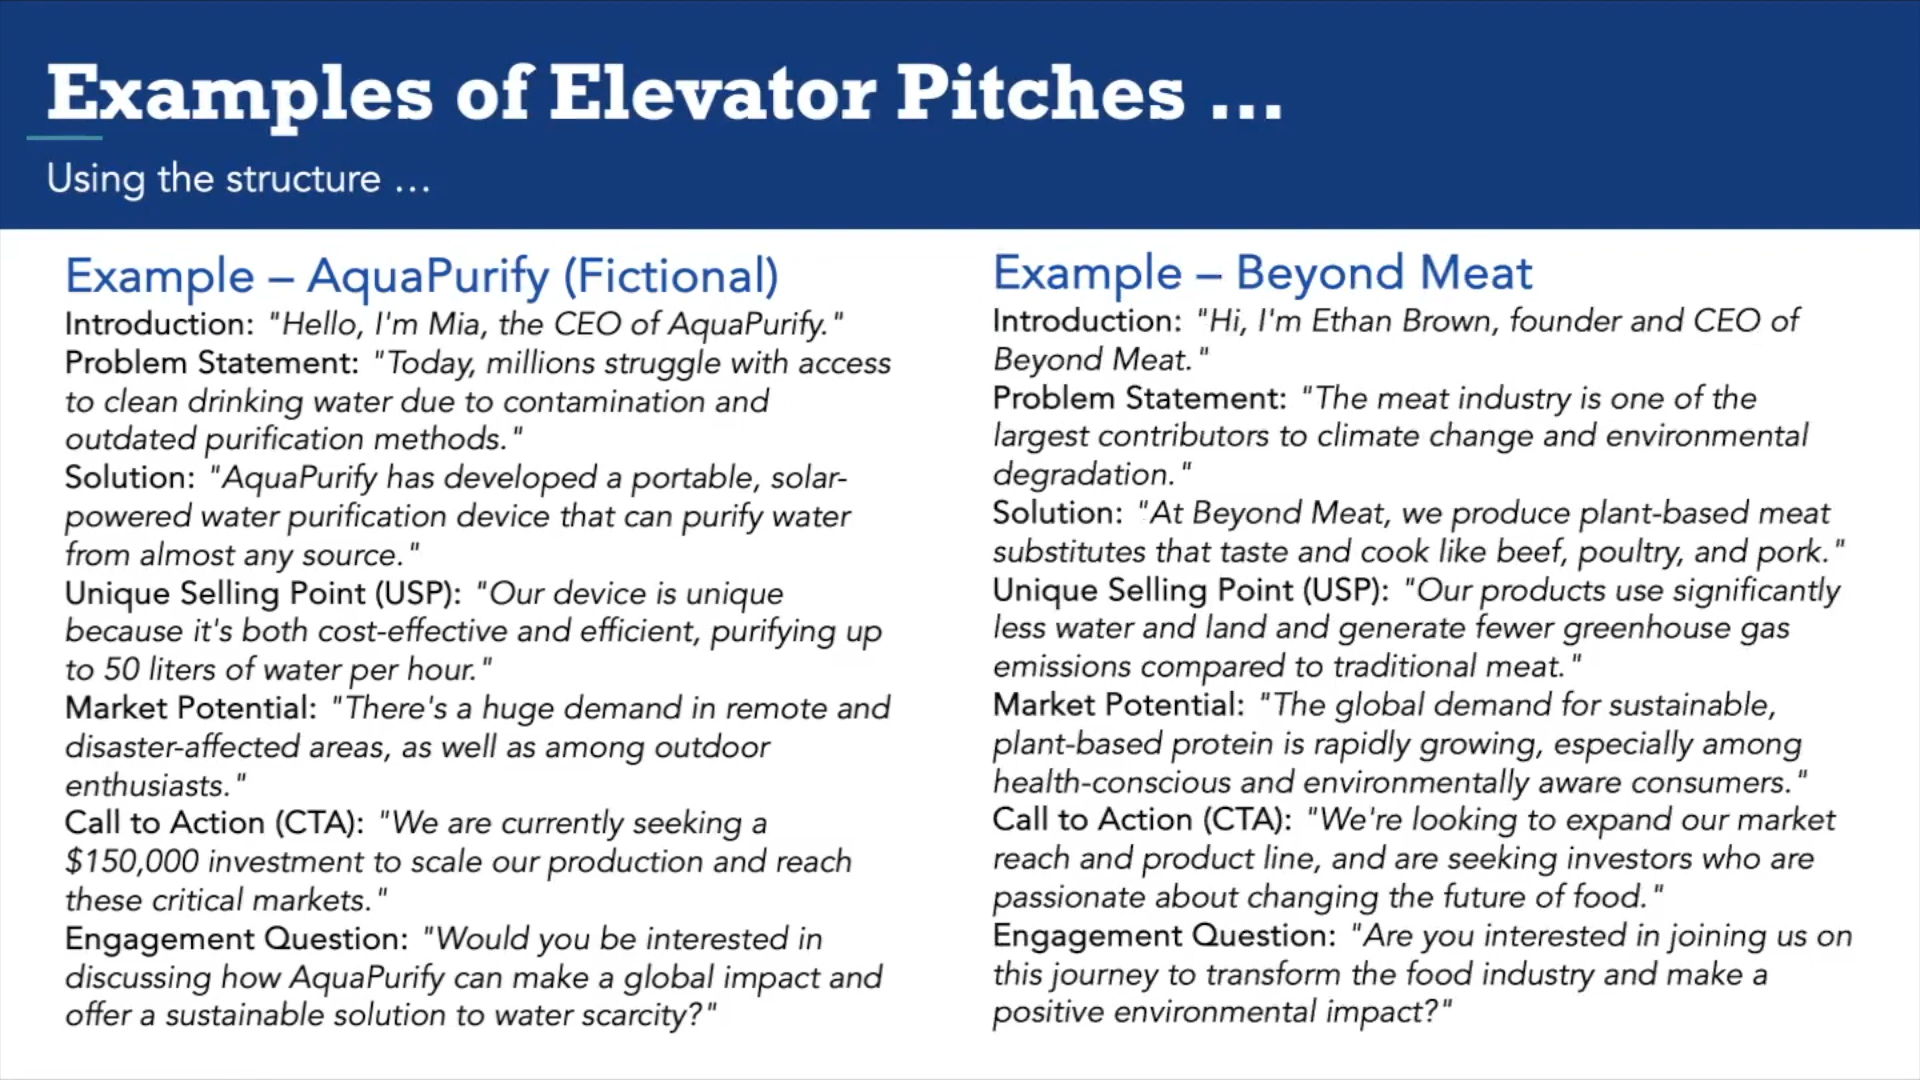 Examples of Elevator Pitches ...
Using the structure ...
Example – AquaPurify (Fictional)
Introduction: "Hello, I'm Mia, the CEO of AquaPurify."
Problem Statement: "Today, millions struggle with access
to clean drinking water due to contamination and
outdated purification methods."
Solution: "AquaPurify has developed a portable, solar-
powered water purification device that can purify water
from almost any source."
Unique Selling Point (USP): "Our device is unique
because it's both cost-effective and efficient, purifying up
to 50 liters of water per hour."
Market Potential: "There's a huge demand in remote and
disaster-affected areas, as well as among outdoor
enthusiasts."
Call to Action (CTA): "We are currently seeking a
$150,000 investment to scale our production and reach
these critical markets."
Engagement Question: "Would you be interested in
discussing how AquaPurify can make a global impact and
offer a sustainable solution to water scarcity?"
Example – Beyond Meat
Introduction: "Hi, I'm Ethan Brown, founder and CEO of
Beyond Meat."
Problem Statement: "The meat industry is one of the
largest contributors to climate change and environmental
degradation."
Solution: "At Beyond Meat, we produce plant-based meat
substitutes that taste and cook like beef, poultry, and pork."
Unique Selling Point (USP): "Our products use significantly
less water and land and generate fewer greenhouse gas
emissions compared to traditional meat."
Market Potential: "The global demand for sustainable,
plant-based protein is rapidly growing, especially among
health-conscious and environmentally aware consumers."
Call to Action (CTA): "We're looking to expand our market
reach and product line, and are seeking investors who are
passionate about changing the future of food."
Engagement Question: "Are you interested in joining us on
this journey to transform the food industry and make a
positive environmental impact?"